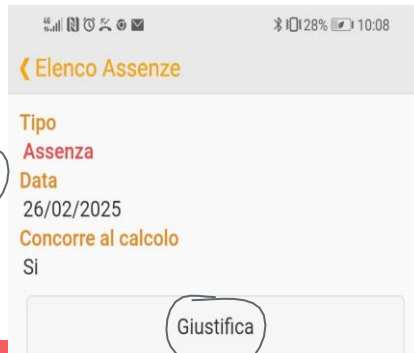 28% 10:08
❮ Elenco Assenze
Tipo
Assenza
Data
26/02/2025
Concorre al calcolo
Si
Giustifica